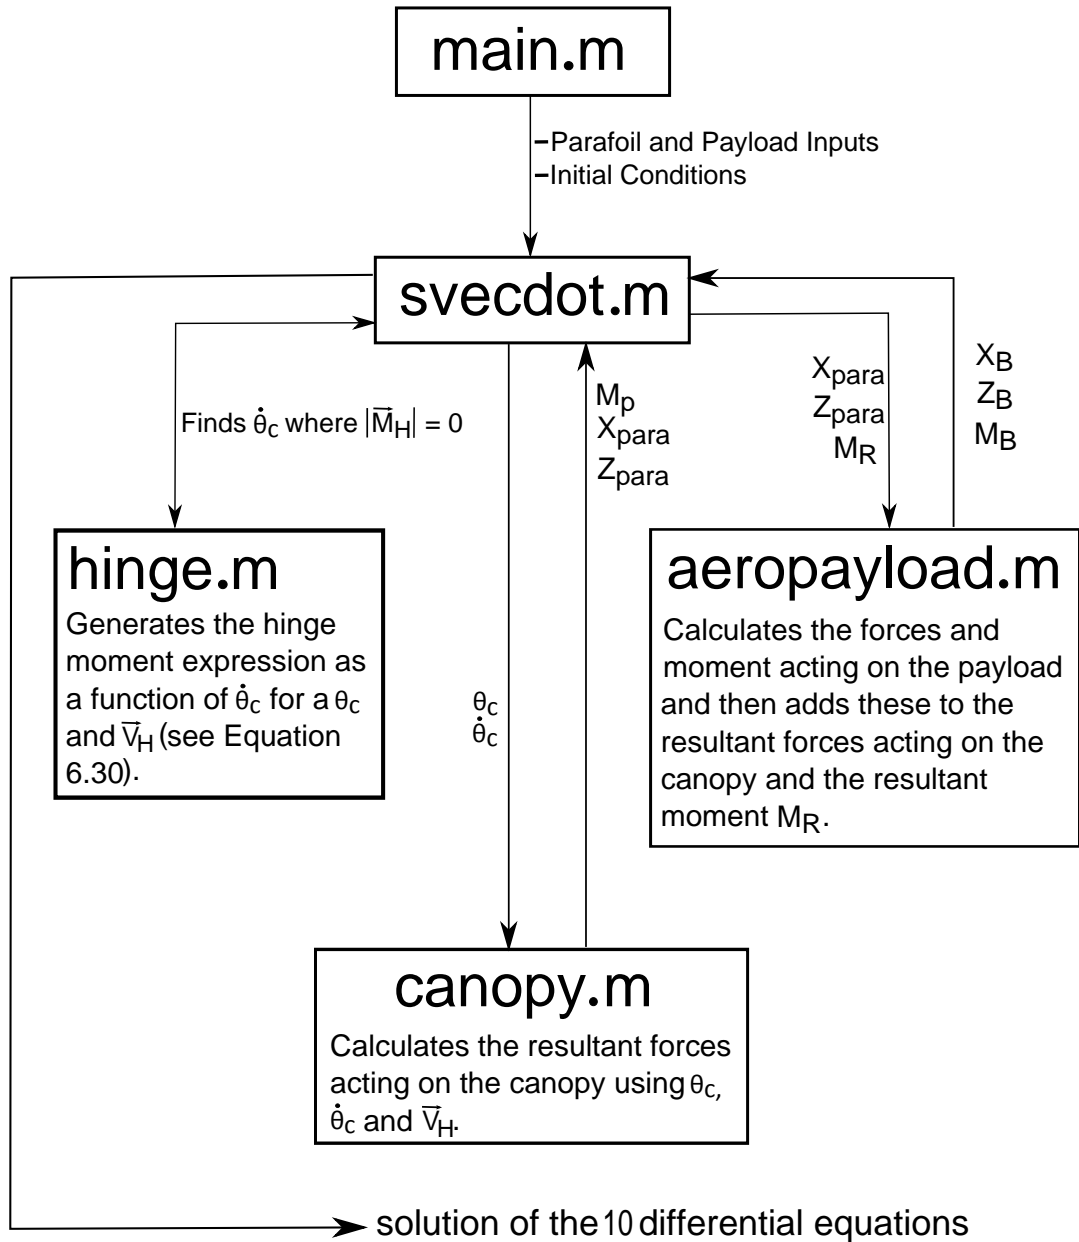 main.m
–Parafoil and Payload Inputs
–Initial Conditions
svecdot.m
Finds θ̇c where |M⃗H| = 0
Mp
Xpara
Zpara
Xpara
Zpara
MR
XB
ZB
MB
hinge.m
Generates the hinge
moment expression as
a function of θ̇c for a θc
and V⃗H (see Equation
6.30).
θc
θ̇c
aeropayload.m
Calculates the forces and
moment acting on the payload
and then adds these to the
resultant forces acting on the
canopy and the resultant
moment MR.
canopy.m
Calculates the resultant forces
acting on the canopy using θc,
θ̇c and V⃗H.
solution of the 10 differential equations